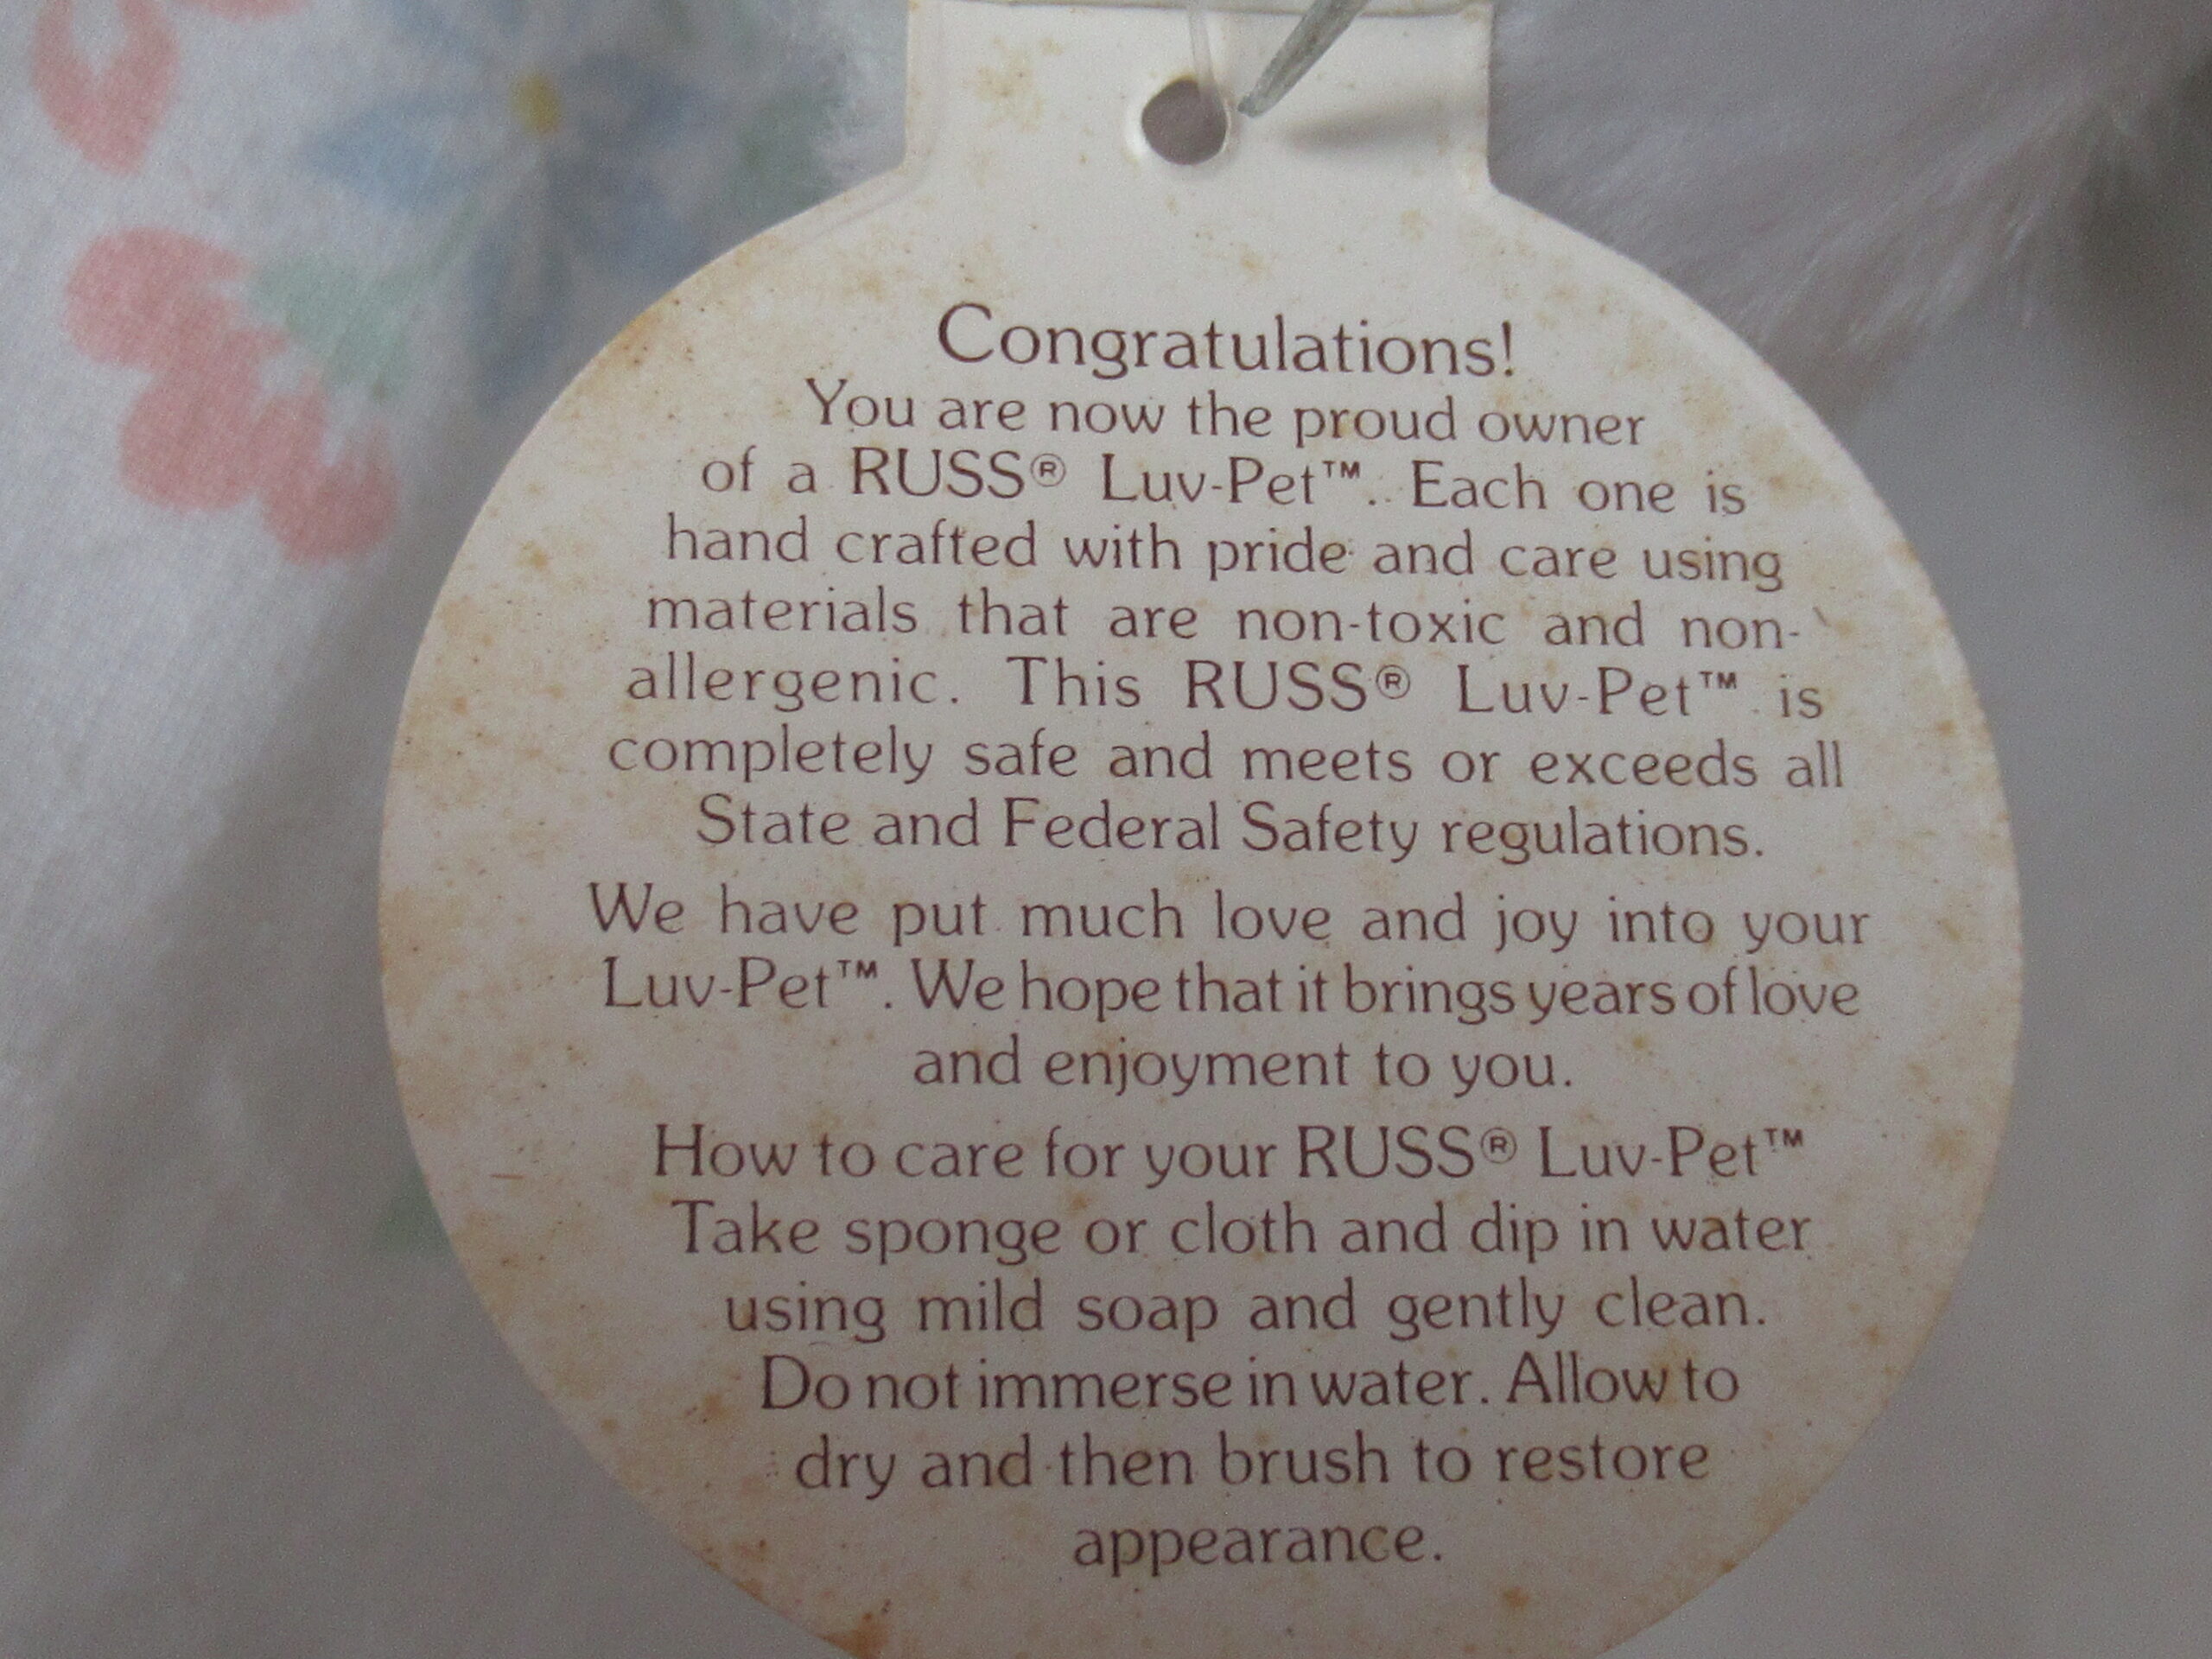 Congratulations!
You are now the proud owner
of a RUSS® Luv-Pet™. Each one is
hand crafted with pride and care using
materials that are non-toxic and non-
allergenic. This RUSS® Luv-Pet™ is
completely safe and meets or exceeds all
State and Federal Safety regulations.
We have put much love and joy into your
Luv-Pet™. We hope that it brings years of love
and enjoyment to you.
How to care for your RUSS® Luv-Pet™
Take sponge or cloth and dip in water
using mild soap and gently clean.
Do not immerse in water. Allow to
dry and then brush to restore
appearance.